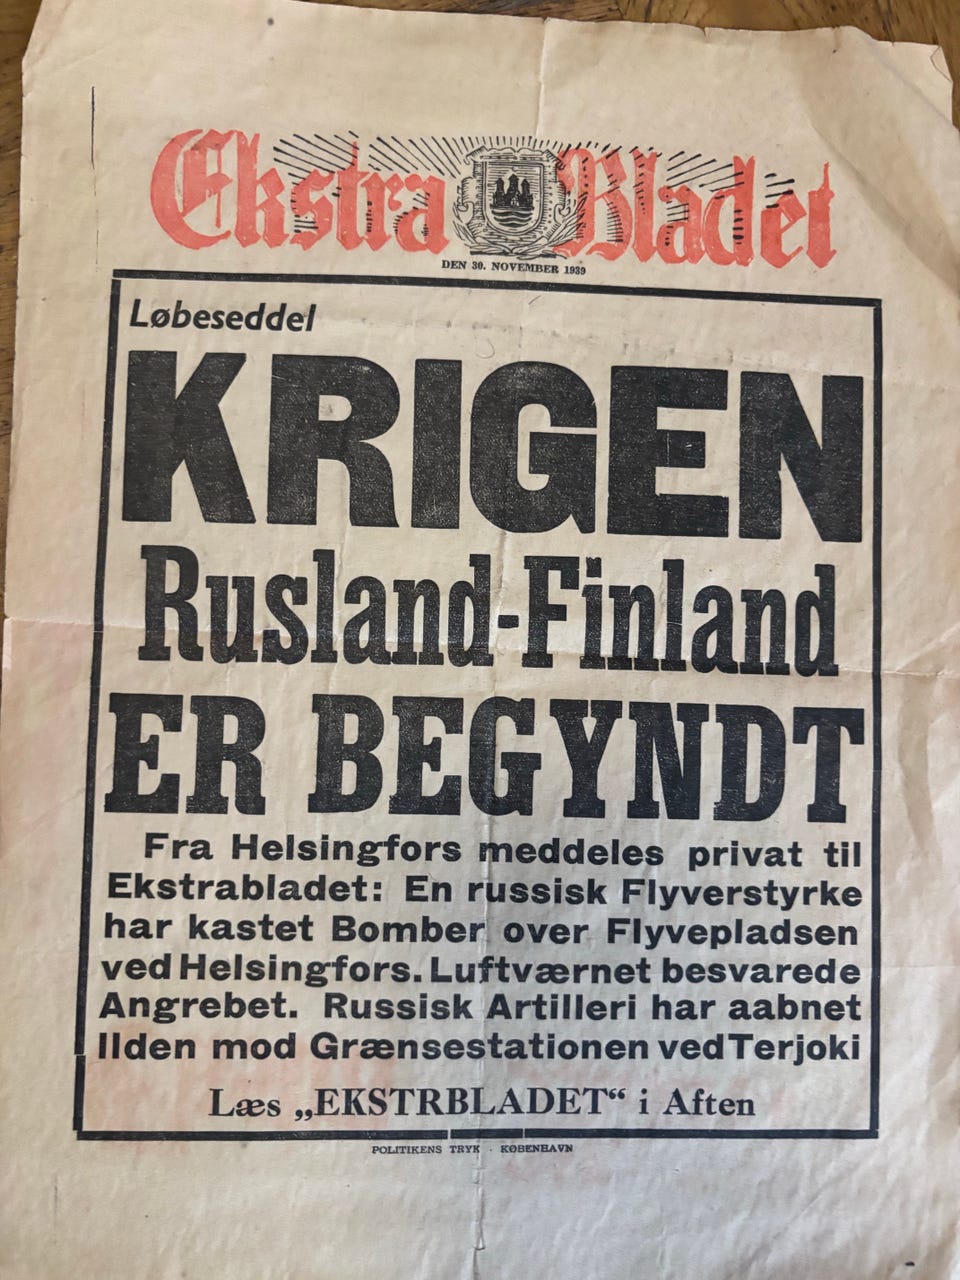 Ekstra Bladet
DEN 30. NOVEMBER 1939
Løbeseddel
KRIGEN
Rusland-Finland
ER BEGYNDT
Fra Helsingfors meddeles privat til
Ekstrabladet: En russisk Flyverstyrke
har kastet Bomber over Flyvepladsen
ved Helsingfors. Luftværnet besvarede
Angrebet. Russisk Artilleri har aabnet
Ilden mod Grænsestationen ved Terjoki
Læs „EKSTRBLADET“ i Aften
POLITIKENS TRYK · KØBENHAVN